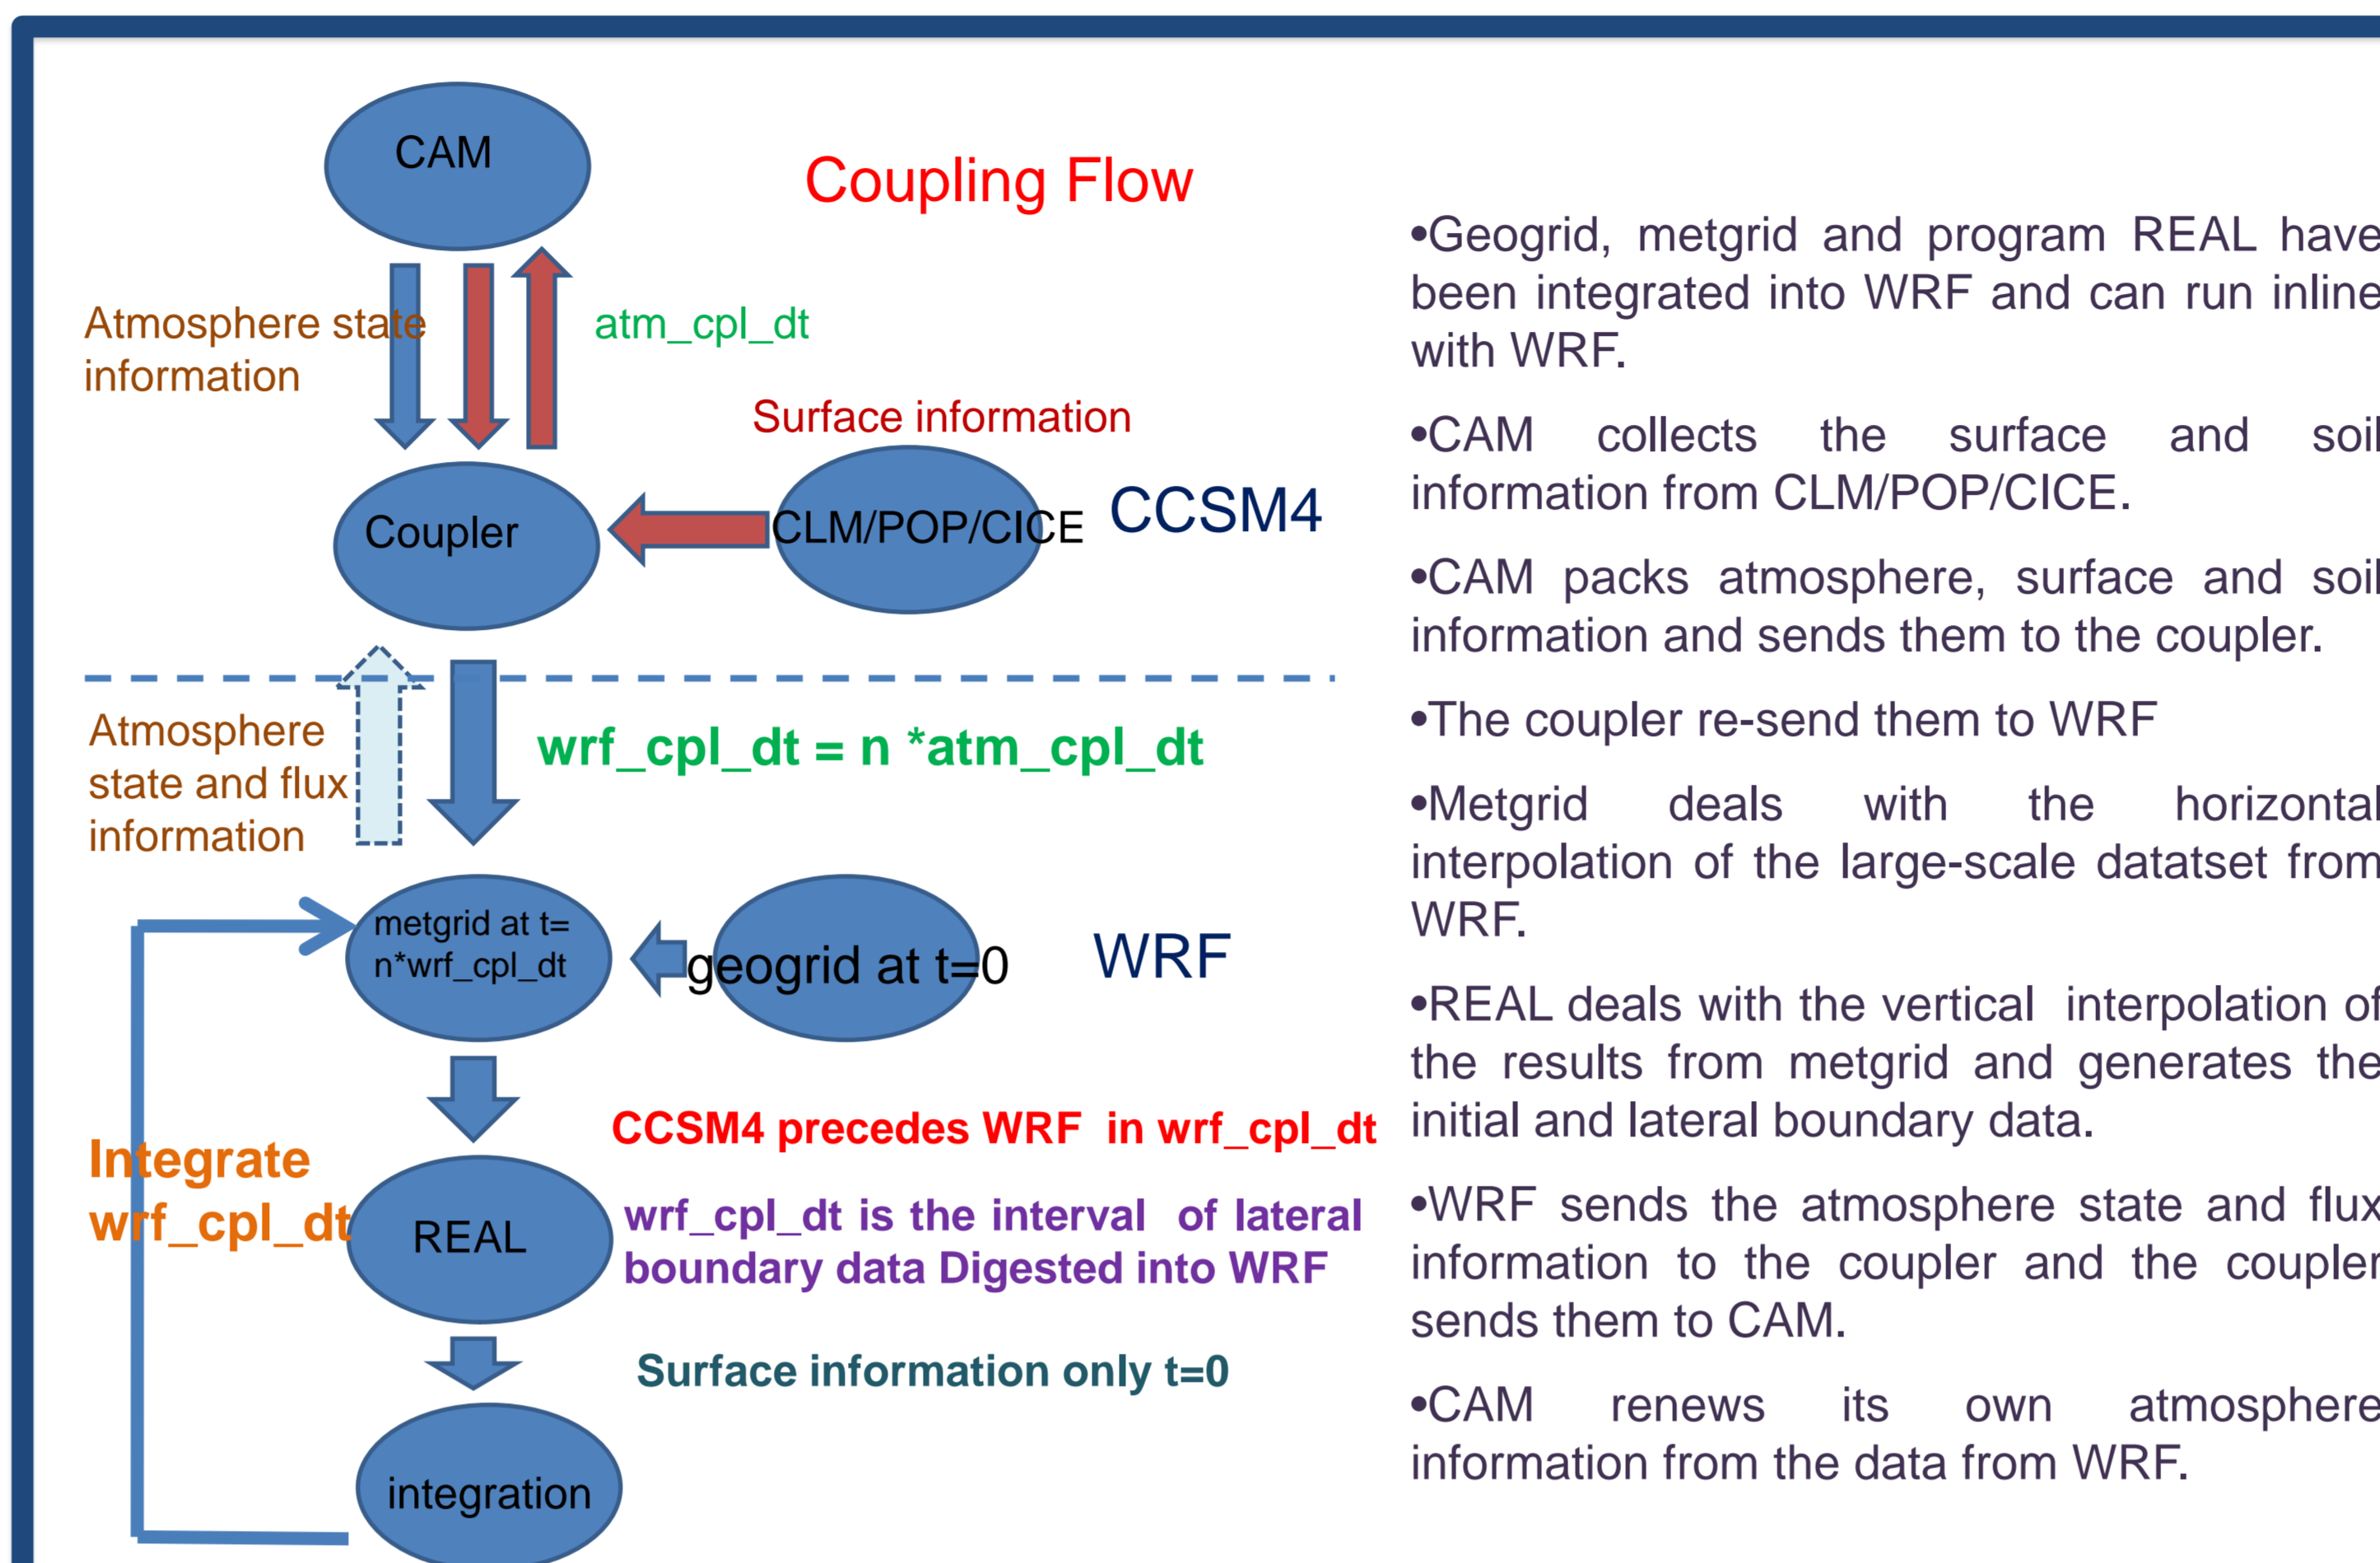 CAM
Coupling Flow
Atmosphere state
information
atm_cpl_dt
Surface information
Coupler
CLM/POP/CICE
CCSM4
Atmosphere
state and flux
information
wrf_cpl_dt = n *atm_cpl_dt
metgrid at t=
n*wrf_cpl_dt
geogrid at t=0
WRF
CCSM4 precedes WRF in wrf_cpl_dt
Integrate
wrf_cpl_dt
REAL
wrf_cpl_dt is the interval of lateral
boundary data Digested into WRF
Surface information only t=0
integration
•Geogrid, metgrid and program REAL have
been integrated into WRF and can run inline
with WRF.
•CAM collects the surface and soil
information from CLM/POP/CICE.
•CAM packs atmosphere, surface and soil
information and sends them to the coupler.
•The coupler re-send them to WRF
•Metgrid deals with the horizontal
interpolation of the large-scale datatset from
WRF.
•REAL deals with the vertical interpolation of
the results from metgrid and generates the
initial and lateral boundary data.
•WRF sends the atmosphere state and flux
information to the coupler and the coupler
sends them to CAM.
•CAM renews its own atmosphere
information from the data from WRF.